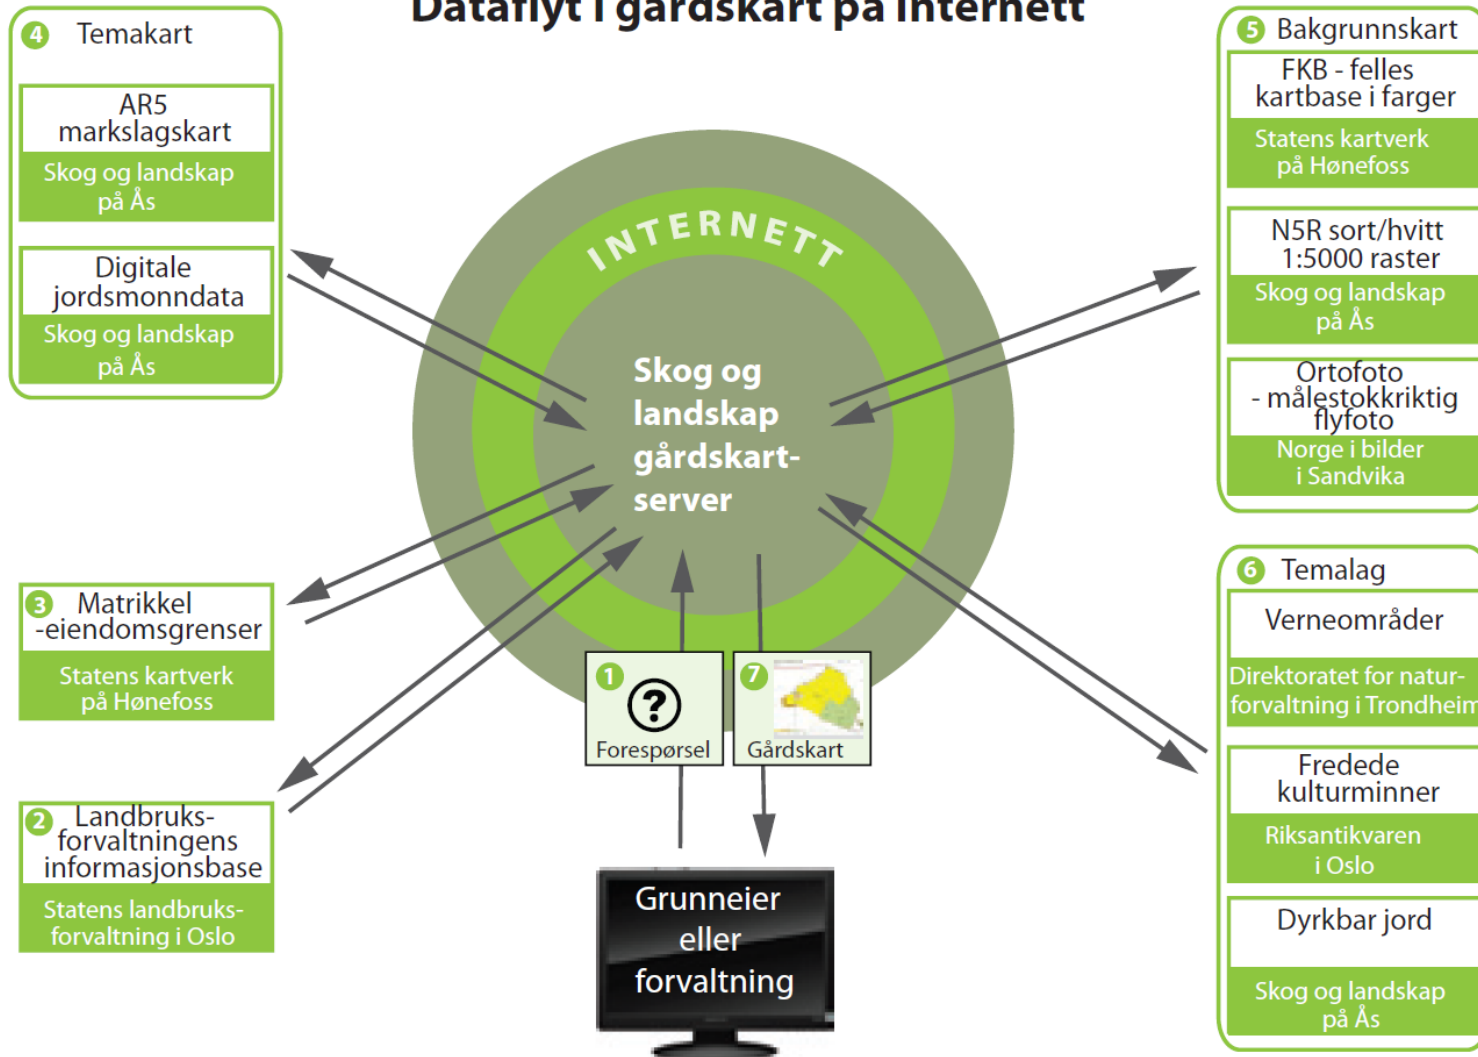 Dataflyt i gårdskart på internett
4 Temakart
AR5
markslagskart
Skog og landskap
på Ås
Digitale
jordsmonndata
Skog og landskap
på Ås
3 Matrikkel
-eiendomsgrenser
Statens kartverk
på Hønefoss
2 Landbruks-
forvaltningens
informasjonsbase
Statens landbruks-
forvaltning i Oslo
INTERNETT
Skog og
landskap
gårdskart-
server
1
?
Forespørsel
7
Gårdskart
Grunneier
eller
forvaltning
5 Bakgrunnskart
FKB - felles
kartbase i farger
Statens kartverk
på Hønefoss
N5R sort/hvitt
1:5000 raster
Skog og landskap
på Ås
Ortofoto
- målestokkriktig
flyfoto
Norge i bilder
i Sandvika
6 Temalag
Verneområder
Direktoratet for natur-
forvaltning i Trondheim
Fredede
kulturminner
Riksantikvaren
i Oslo
Dyrkbar jord
Skog og landskap
på Ås